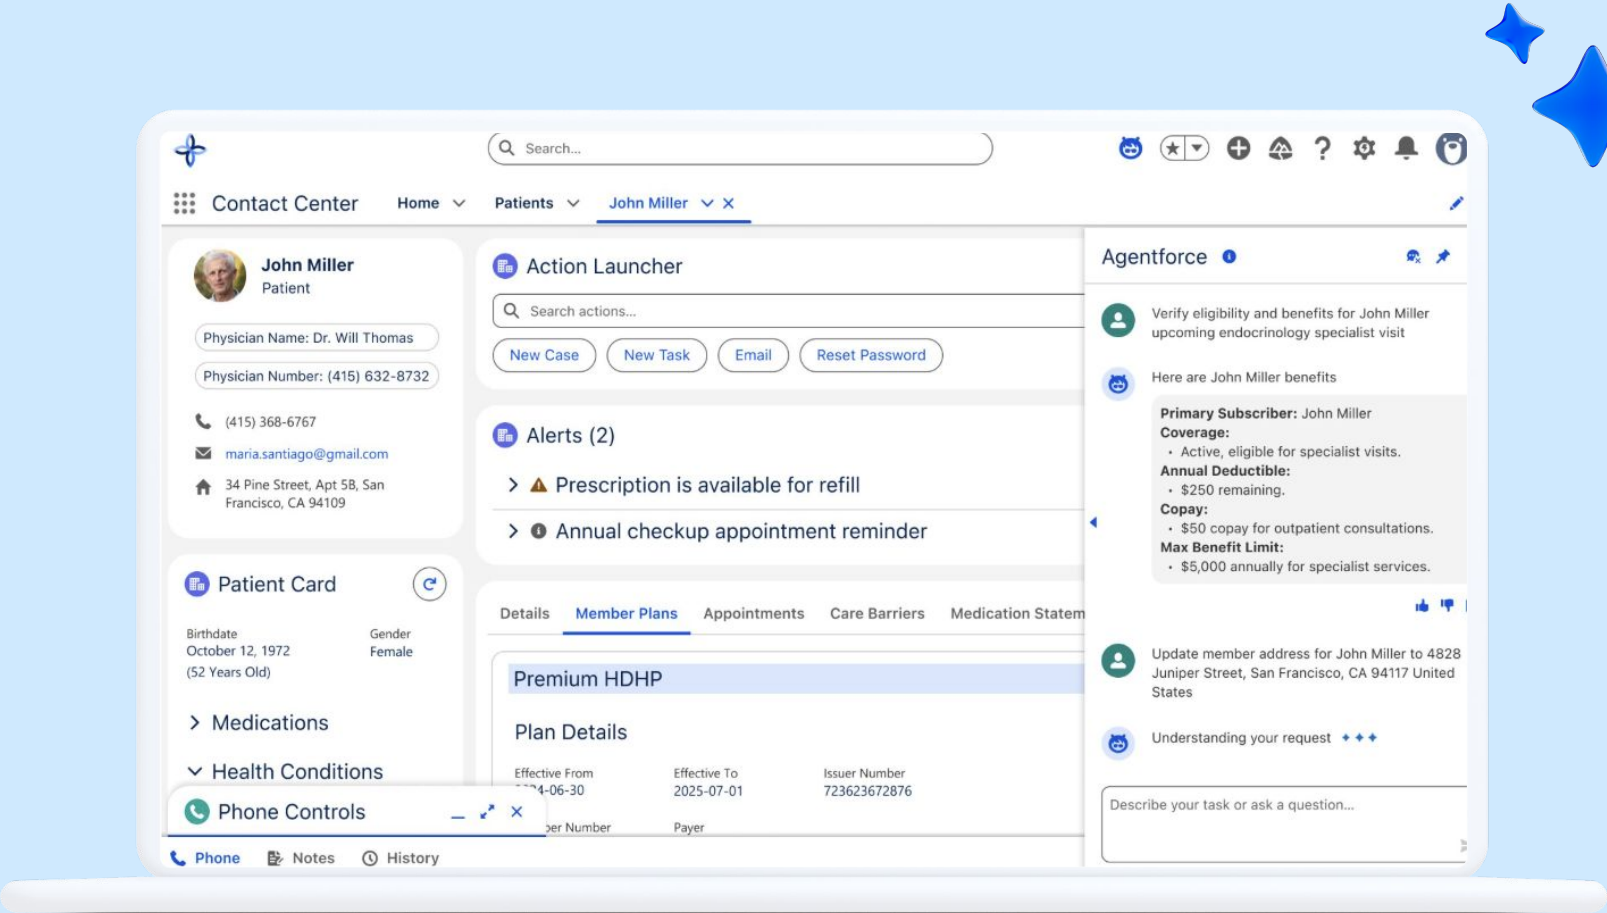 Search...
Contact Center
Home
Patients
John Miller
John Miller
Patient
Physician Name: Dr. Will Thomas
Physician Number: (415) 632-8732
(415) 368-6767
maria.santiago@gmail.com
34 Pine Street, Apt 5B, San
Francisco, CA 94109
Patient Card
Birthdate
October 12, 1972
(52 Years Old)
Gender
Female
Medications
Health Conditions
Phone Controls
Phone
Notes
History
Action Launcher
Search actions...
New Case
New Task
Email
Reset Password
Alerts (2)
Prescription is available for refill
Annual checkup appointment reminder
Details
Member Plans
Appointments
Care Barriers
Medication Statem
Premium HDHP
Plan Details
Effective From
4-06-30
Effective To
2025-07-01
Issuer Number
723623672876
ber Number
Payer
Agentforce
Verify eligibility and benefits for John Miller
upcoming endocrinology specialist visit
Here are John Miller benefits
Primary Subscriber: John Miller
Coverage:
• Active, eligible for specialist visits.
Annual Deductible:
• $250 remaining.
Copay:
• $50 copay for outpatient consultations.
Max Benefit Limit:
• $5,000 annually for specialist services.
Update member address for John Miller to 4828
Juniper Street, San Francisco, CA 94117 United
States
Understanding your request
Describe your task or ask a question...